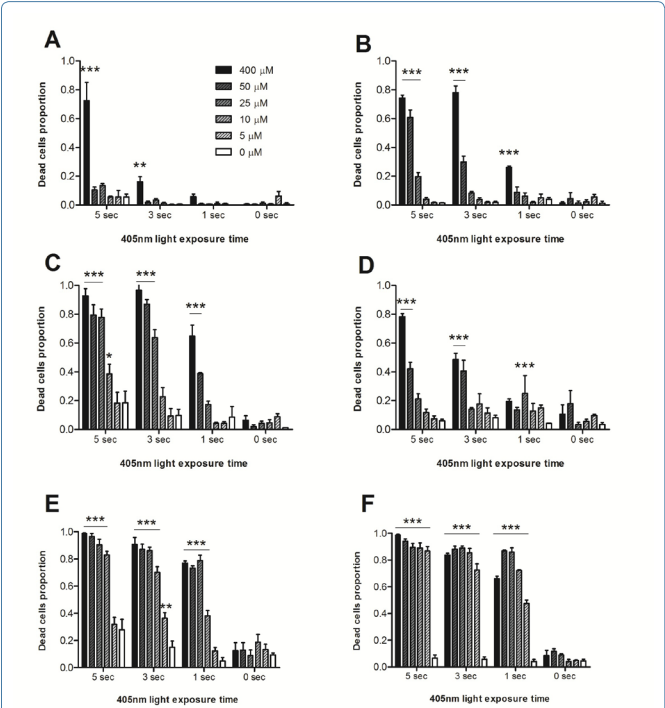 A
B
1.0
0.8
0.6
0.4
0.2
0.0
Dead cells proportion
***
**
400 μM
50 μM
25 μM
10 μM
5 μM
0 μM
5 sec 3 sec 1 sec 0 sec
405nm light exposure time
1.0
0.8
0.6
0.4
0.2
0.0
Dead cells proportion
***
***
***
5 sec 3 sec 1 sec 0 sec
405nm light exposure time
C
D
1.0
0.8
0.6
0.4
0.2
0.0
Dead cells proportion
***
*
***
***
5 sec 3 sec 1 sec 0 sec
405nm light exposure time
1.0
0.8
0.6
0.4
0.2
0.0
Dead cells proportion
***
***
***
5 sec 3 sec 1 sec 0 sec
405nm light exposure time
E
F
1.0
0.8
0.6
0.4
0.2
0.0
Dead cells proportion
***
***
**
***
5 sec 3 sec 1 sec 0 sec
405nm light exposure time
1.0
0.8
0.6
0.4
0.2
0.0
Dead cells proportion
***
***
***
5 sec 3 sec 1 sec 0 sec
405nm light exposure time